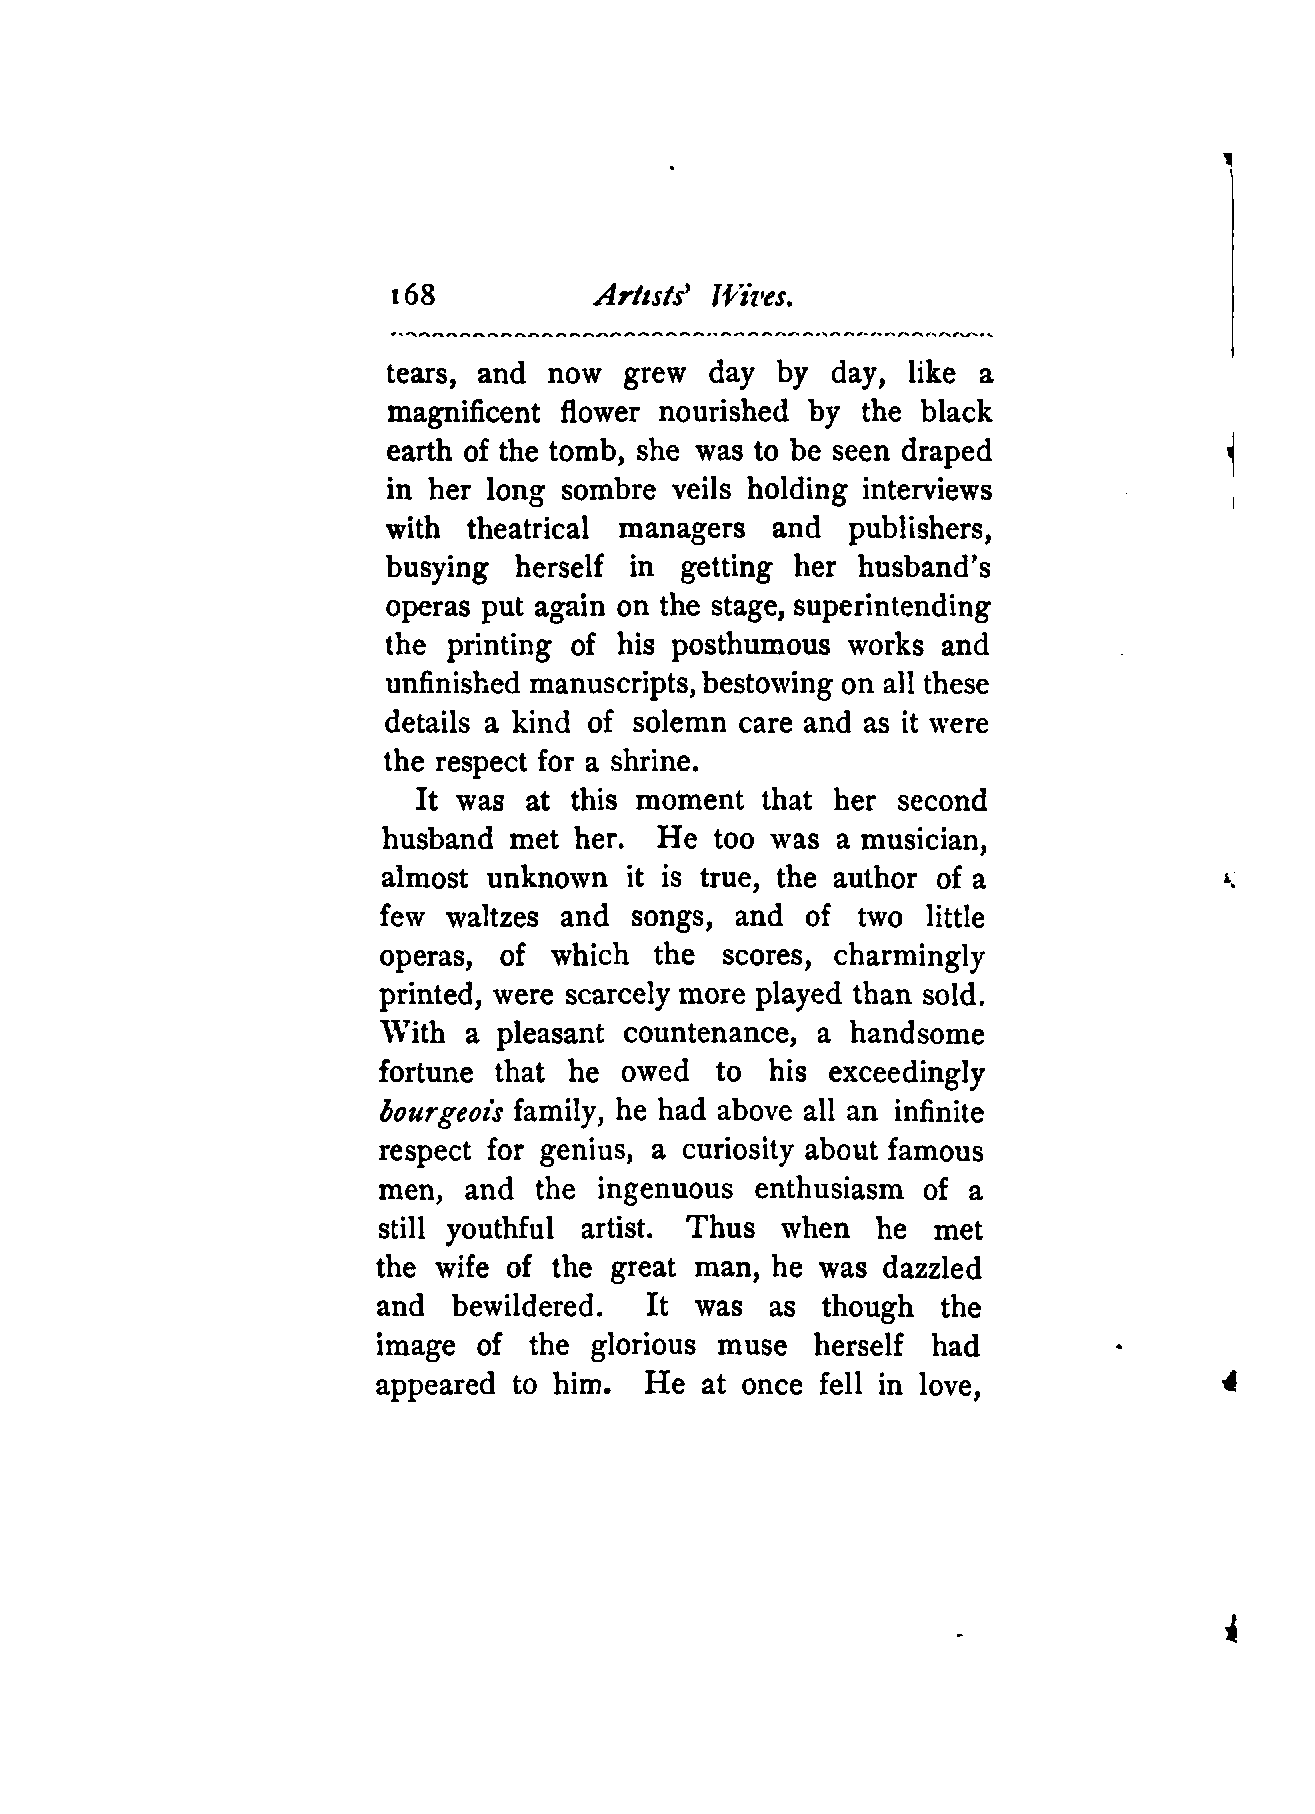 168 Artists' Wives.
tears, and now grew day by day, like a
magnificent flower nourished by the black
earth of the tomb, she was to be seen draped
in her long sombre veils holding interviews
with theatrical managers and publishers,
busying herself in getting her husband's
operas put again on the stage, superintending
the printing of his posthumous works and
unfinished manuscripts, bestowing on all these
details a kind of solemn care and as it were
the respect for a shrine.
It was at this moment that her second
husband met her. He too was a musician,
almost unknown it is true, the author of a
few waltzes and songs, and of two little
operas, of which the scores, charmingly
printed, were scarcely more played than sold.
With a pleasant countenance, a handsome
fortune that he owed to his exceedingly
bourgeois family, he had above all an infinite
respect for genius, a curiosity about famous
men, and the ingenuous enthusiasm of a
still youthful artist. Thus when he met
the wife of the great man, he was dazzled
and bewildered. It was as though the
image of the glorious muse herself had
appeared to him. He at once fell in love,